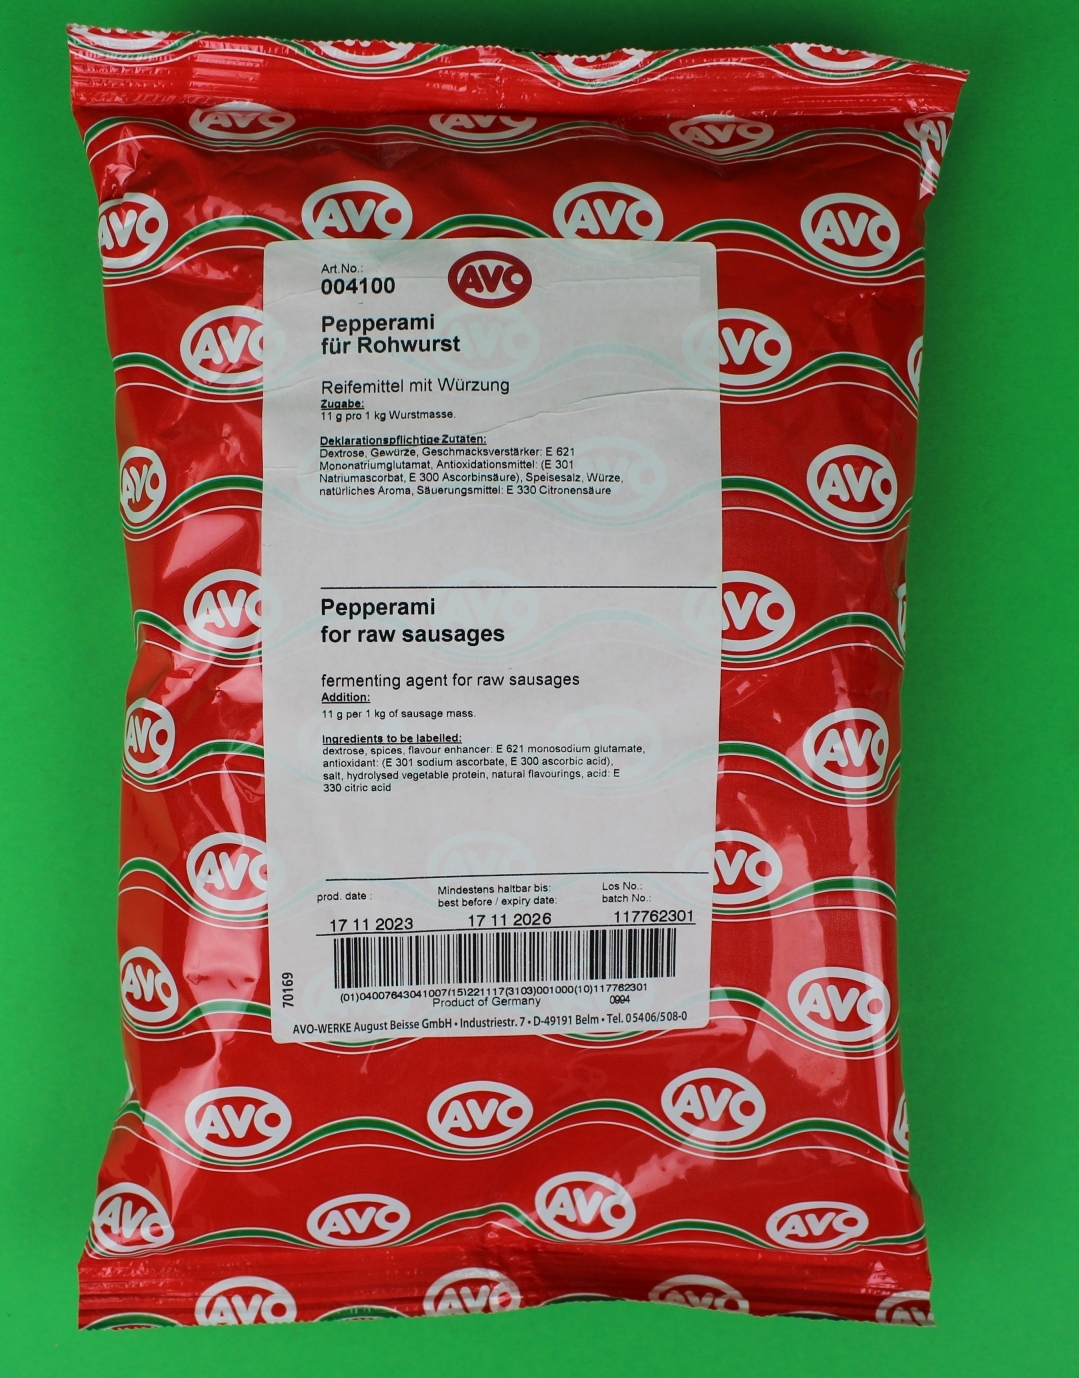 Art.No.:
004100
AVO
Pepperami
für Rohwurst
Reifemittel mit Würzung
Zugabe:
11 g pro 1 kg Wurstmasse.
Deklarationspflichtige Zutaten:
Dextrose, Gewürze, Geschmacksverstärker: E 621
Mononatriumglutamat, Antioxidationsmittel: (E 301
Natriumascorbat, E 300 Ascorbinsäure), Speisesalz, Würze,
natürliches Aroma, Säuerungsmittel: E 330 Citronensäure
Pepperami
for raw sausages
fermenting agent for raw sausages
Addition:
11 g per 1 kg of sausage mass.
Ingredients to be labelled:
dextrose, spices, flavour enhancer: E 621 monosodium glutamate,
antioxidant: (E 301 sodium ascorbate, E 300 ascorbic acid),
salt, hydrolysed vegetable protein, natural flavourings, acid: E
330 citric acid
prod. date :
Mindestens haltbar bis:
best before / expiry date:
Los No.:
batch No.:
17 11 2023 17 11 2026 117762301
(01)04007643041007(15)221117(3103)001000(10)117762301
Product of Germany
0994
70169
AVO-WERKE August Beisse GmbH • Industriestr. 7 • D-49191 Belm • Tel. 05406/508-0